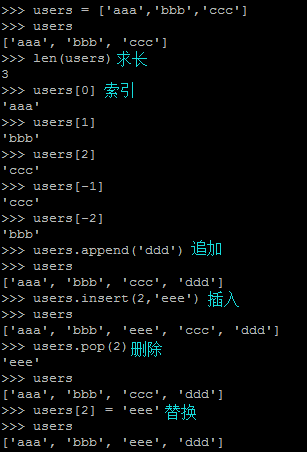 >>> users = ['aaa','bbb','ccc']
>>> users
['aaa', 'bbb', 'ccc']
>>> len(users) 求长
3
>>> users[0] 索引
'aaa'
>>> users[1]
'bbb'
>>> users[2]
'ccc'
>>> users[-1]
'ccc'
>>> users[-2]
'bbb'
>>> users.append('ddd') 追加
>>> users
['aaa', 'bbb', 'ccc', 'ddd']
>>> users.insert(2,'eee') 插入
>>> users
['aaa', 'bbb', 'eee', 'ccc', 'ddd']
>>> users.pop(2) 删除
'eee'
>>> users
['aaa', 'bbb', 'ccc', 'ddd']
>>> users[2] = 'eee' 替换
>>> users
['aaa', 'bbb', 'eee', 'ddd']